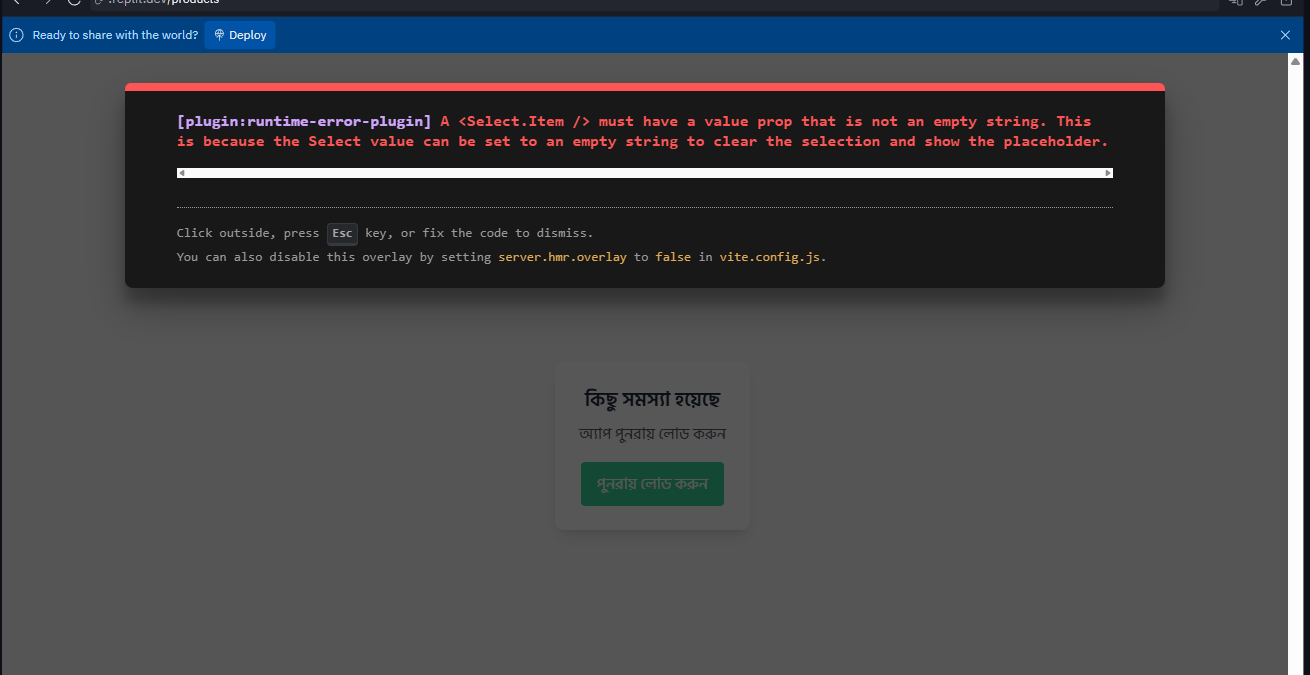 .replit.dev/products
Ready to share with the world? Deploy
[plugin:runtime-error-plugin] A <Select.Item /> must have a value prop that is not an empty string. This
is because the Select value can be set to an empty string to clear the selection and show the placeholder.
Click outside, press Esc key, or fix the code to dismiss.
You can also disable this overlay by setting server.hmr.overlay to false in vite.config.js.
কিছু সমস্যা হয়েছে
অ্যাপ পুনরায় লোড করুন
পুনরায় লোড করুন